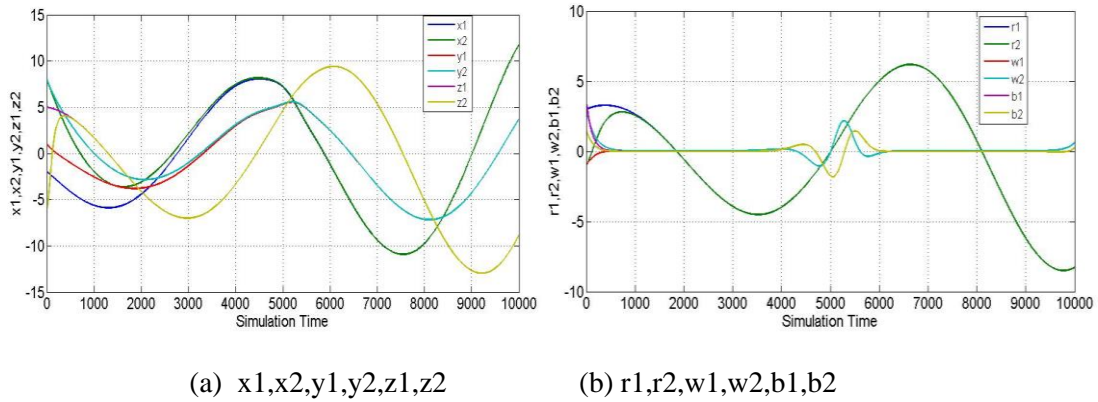 15
10
5
0
-5
-10
-15
x1,x2,y1,y2,z1,z2
x1
x2
y1
y2
z1
z2
0 1000 2000 3000 4000 5000 6000 7000 8000 9000 10000
Simulation Time
10
5
0
-5
-10
r1,r2,w1,w2,b1,b2
r1
r2
w1
w2
b1
b2
0 1000 2000 3000 4000 5000 6000 7000 8000 9000 10000
Simulation Time
(a) x1,x2,y1,y2,z1,z2
(b) r1,r2,w1,w2,b1,b2